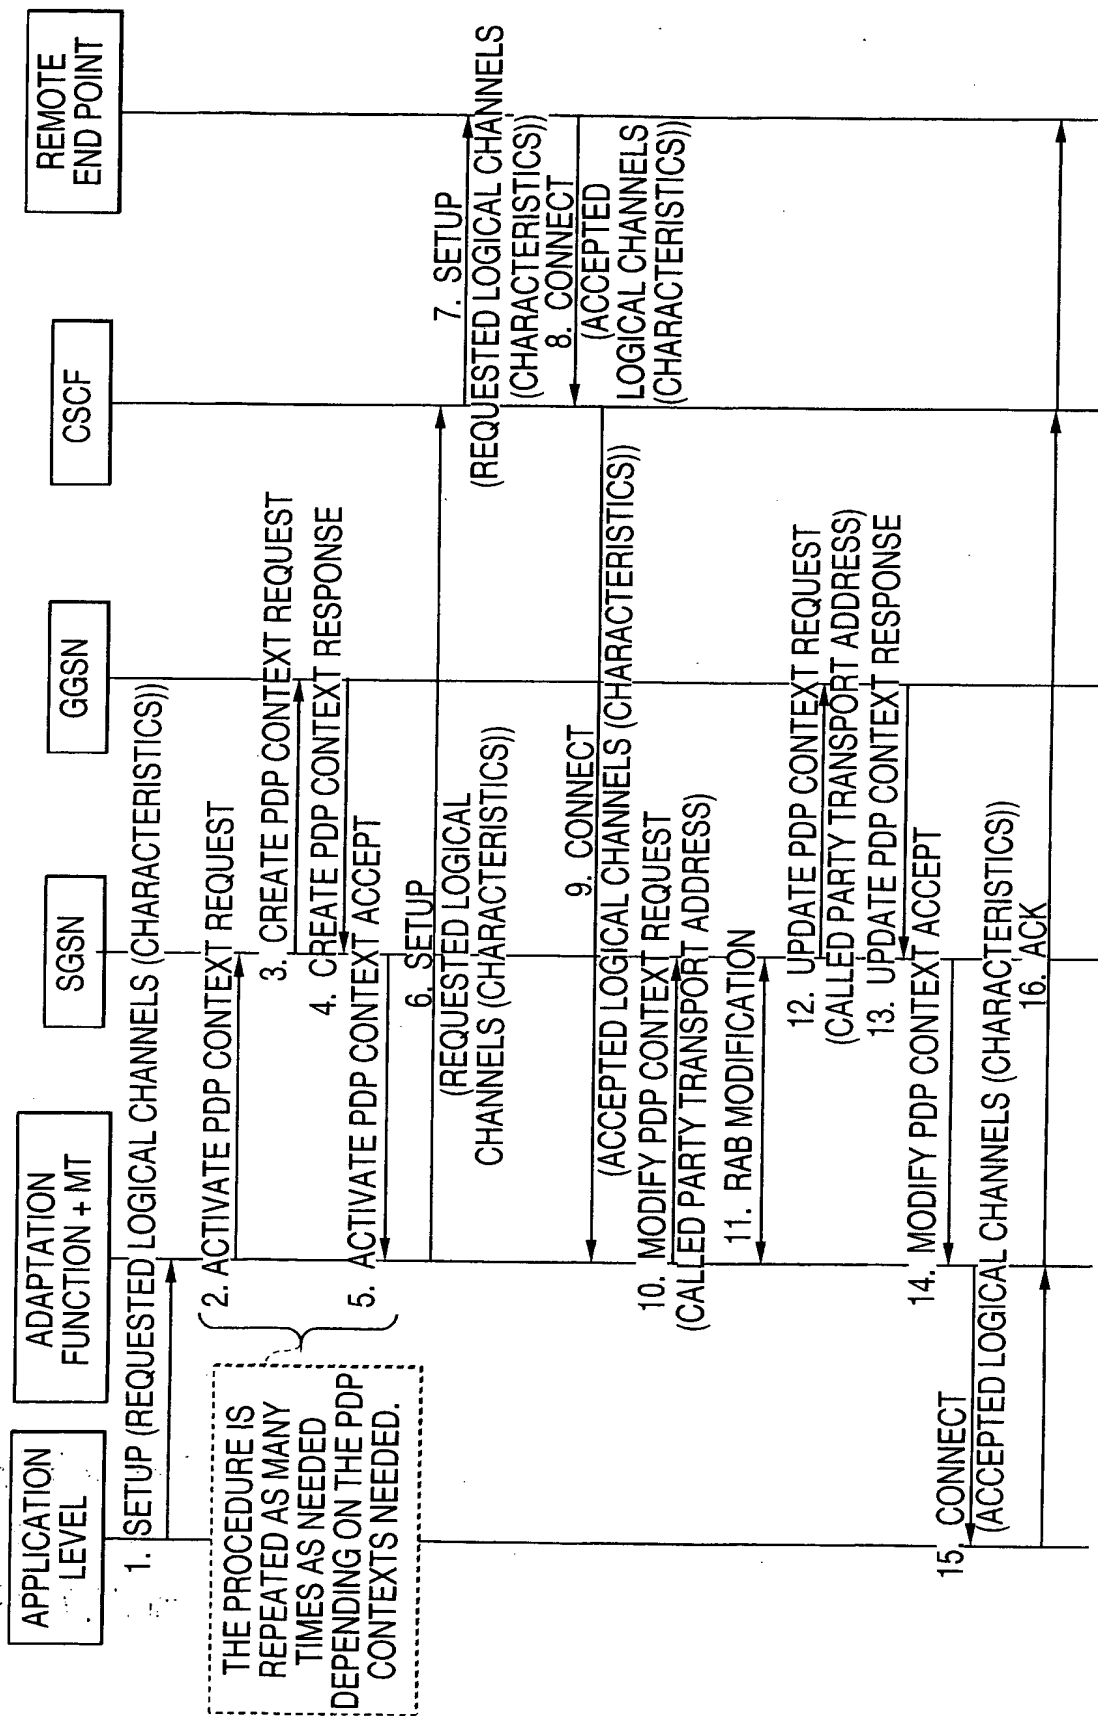 APPLICATION
LEVEL
ADAPTATION
FUNCTION + MT
SGSN
GGSN
CSCF
REMOTE
END POINT
1. SETUP (REQUESTED LOGICAL CHANNELS (CHARACTERISTICS))
2. ACTIVATE PDP CONTEXT REQUEST
3. CREATE PDP CONTEXT REQUEST
4. CREATE PDP CONTEXT RESPONSE
5. ACTIVATE PDP CONTEXT ACCEPT
THE PROCEDURE IS
REPEATED AS MANY
TIMES AS NEEDED
DEPENDING ON THE PDP
CONTEXTS NEEDED.
6. SETUP
(REQUESTED LOGICAL
CHANNELS (CHARACTERISTICS))
7. SETUP
(REQUESTED LOGICAL CHANNELS
(CHARACTERISTICS))
8. CONNECT
(ACCEPTED
LOGICAL CHANNELS
(CHARACTERISTICS))
9. CONNECT
(ACCEPTED LOGICAL CHANNELS (CHARACTERISTICS))
10. MODIFY PDP CONTEXT REQUEST
(CALLED PARTY TRANSPORT ADDRESS)
11. RAB MODIFICATION
12. UPDATE PDP CONTEXT REQUEST
(CALLED PARTY TRANSPORT ADDRESS)
13. UPDATE PDP CONTEXT RESPONSE
14. MODIFY PDP CONTEXT ACCEPT
15. CONNECT
(ACCEPTED LOGICAL CHANNELS (CHARACTERISTICS))
16. ACK